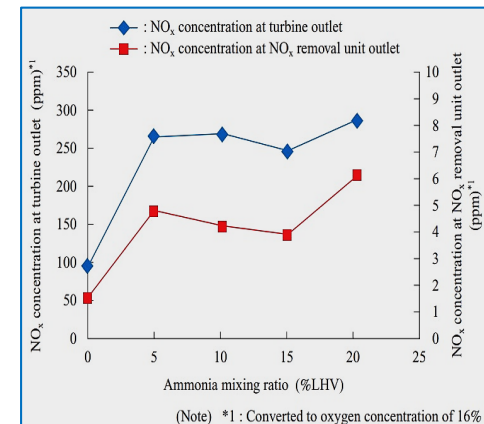 : NOx concentration at turbine outlet
: NOx concentration at NOx removal unit outlet
NOx concentration at turbine outlet (ppm)*1
350
300
250
200
150
100
50
0
10
9
8
7
6
5
4
3
2
1
0
NOx concentration at NOx removal unit outlet
(ppm)*1
0 5 10 15 20 25
Ammonia mixing ratio (%LHV)
(Note) *1 : Converted to oxygen concentration of 16%